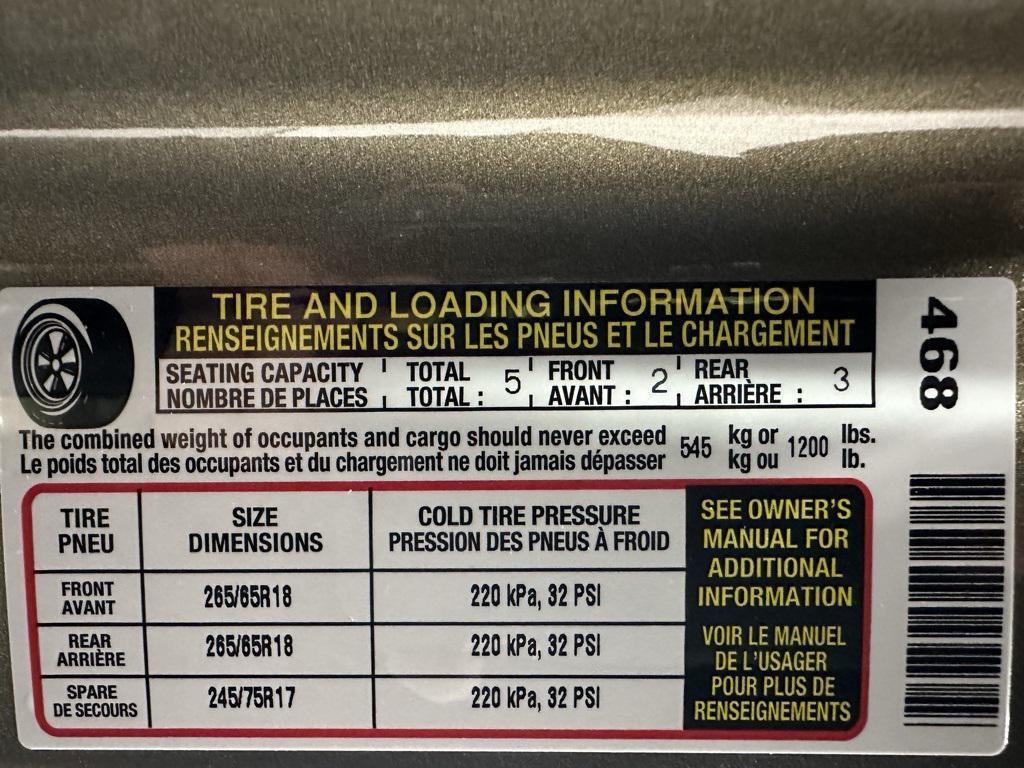 TIRE AND LOADING INFORMATION
RENSEIGNEMENTS SUR LES PNEUS ET LE CHARGEMENT
SEATING CAPACITY TOTAL 5 FRONT 2 REAR 3
NOMBRE DE PLACES TOTAL : AVANT : ARRIÈRE :
468
The combined weight of occupants and cargo should never exceed 545 kg or 1200 lbs.
Le poids total des occupants et du chargement ne doit jamais dépasser kg ou lb.
TIRE SIZE COLD TIRE PRESSURE
PNEU DIMENSIONS PRESSION DES PNEUS À FROID
FRONT
AVANT 265/65R18 220 kPa, 32 PSI
REAR
ARRIÈRE 265/65R18 220 kPa, 32 PSI
SPARE
DE SECOURS 245/75R17 220 kPa, 32 PSI
SEE OWNER'S
MANUAL FOR
ADDITIONAL
INFORMATION
VOIR LE MANUEL
DE L'USAGER
POUR PLUS DE
RENSEIGNEMENTS